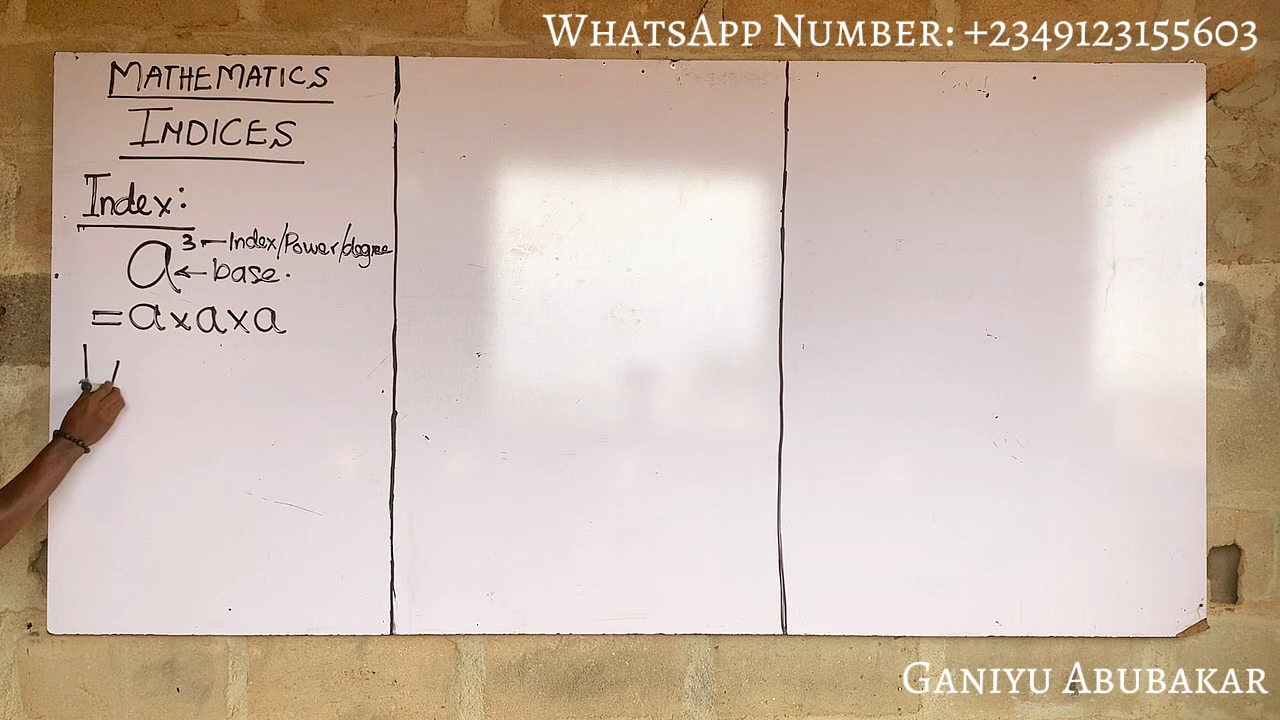 WHATSAPP NUMBER: +2349123155603
MATHEMATICS
INDICES
Index:
a³ ← Index/Power/degree
← base.
= a × a × a
GANIYU ABUBAKAR